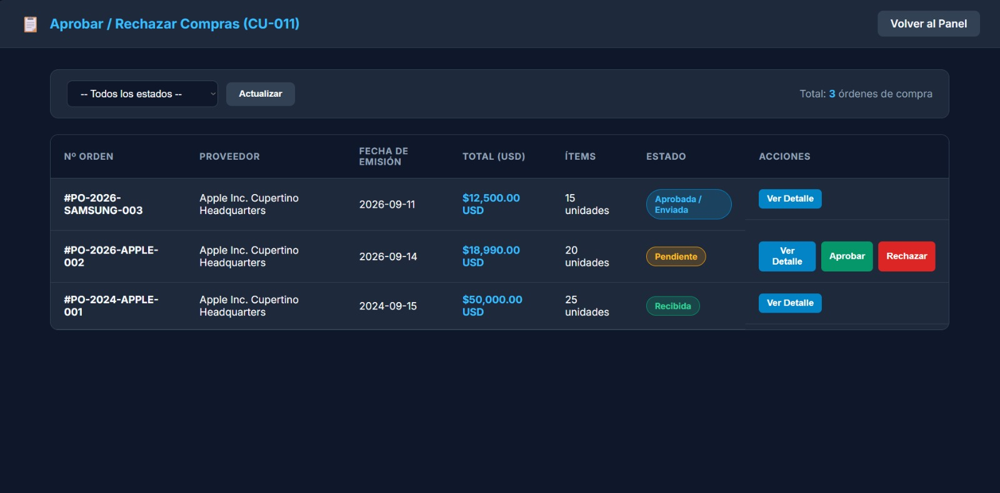 Aprobar / Rechazar Compras (CU-011)
Volver al Panel
-- Todos los estados --
Actualizar
Total: 3 órdenes de compra
Nº ORDEN
PROVEEDOR
FECHA DE
EMISIÓN
TOTAL (USD)
ÍTEMS
ESTADO
ACCIONES
#PO-2026-
SAMSUNG-003
Apple Inc. Cupertino
Headquarters
2026-09-11
$12,500.00
USD
15
unidades
Aprobada /
Enviada
Ver Detalle
#PO-2026-APPLE-
002
Apple Inc. Cupertino
Headquarters
2026-09-14
$18,990.00
USD
20
unidades
Pendiente
Ver
Detalle
Aprobar
Rechazar
#PO-2024-APPLE-
001
Apple Inc. Cupertino
Headquarters
2024-09-15
$50,000.00
USD
25
unidades
Recibida
Ver Detalle